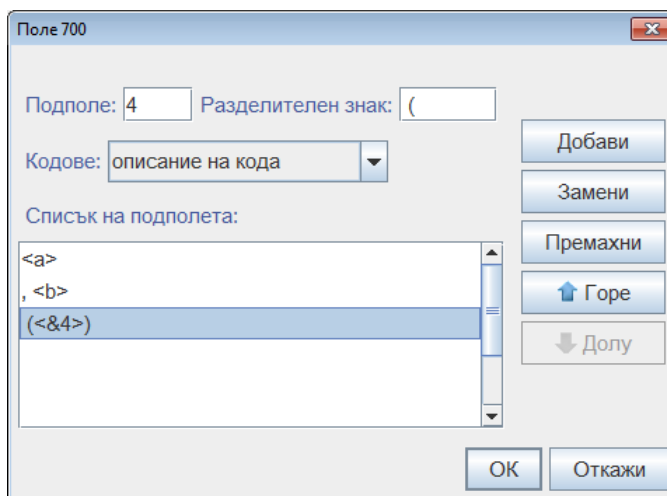 Поле 700
Подполе: 4 Разделителен знак: (
Кодове: описание на кода
Списък на подполета:
<a>
, <b>
(<&4>)
Добави
Замени
Премахни
Горе
Долу
ОК Откажи